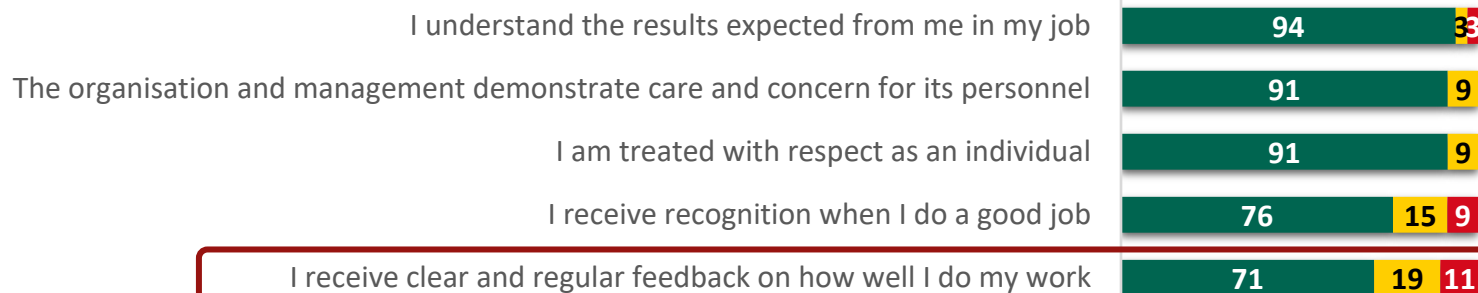 I understand the results expected from me in my job 94 3 3
The organisation and management demonstrate care and concern for its personnel 91 9
I am treated with respect as an individual 91 9
I receive recognition when I do a good job 76 15 9
I receive clear and regular feedback on how well I do my work 71 19 11